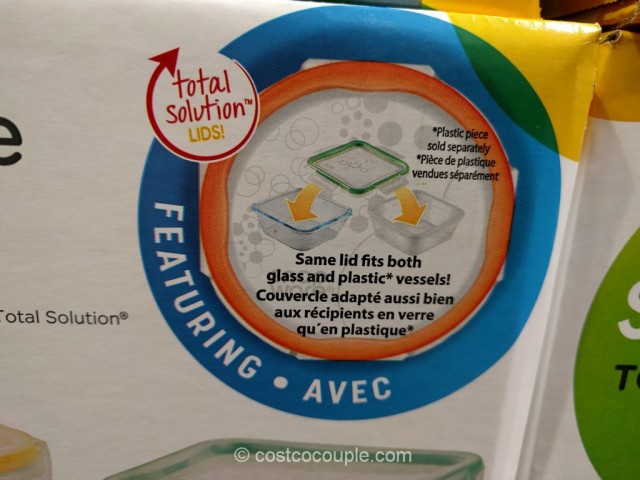 total
solution™
LIDS!
*Plastic piece
sold separately
*Pièce de plastique
vendues séparément
Same lid fits both
glass and plastic* vessels!
Couvercle adapté aussi bien
aux récipients en verre
qu´en plastique*
FEATURING • AVEC
e
Total Solution®
S
TO
© costcocouple.com